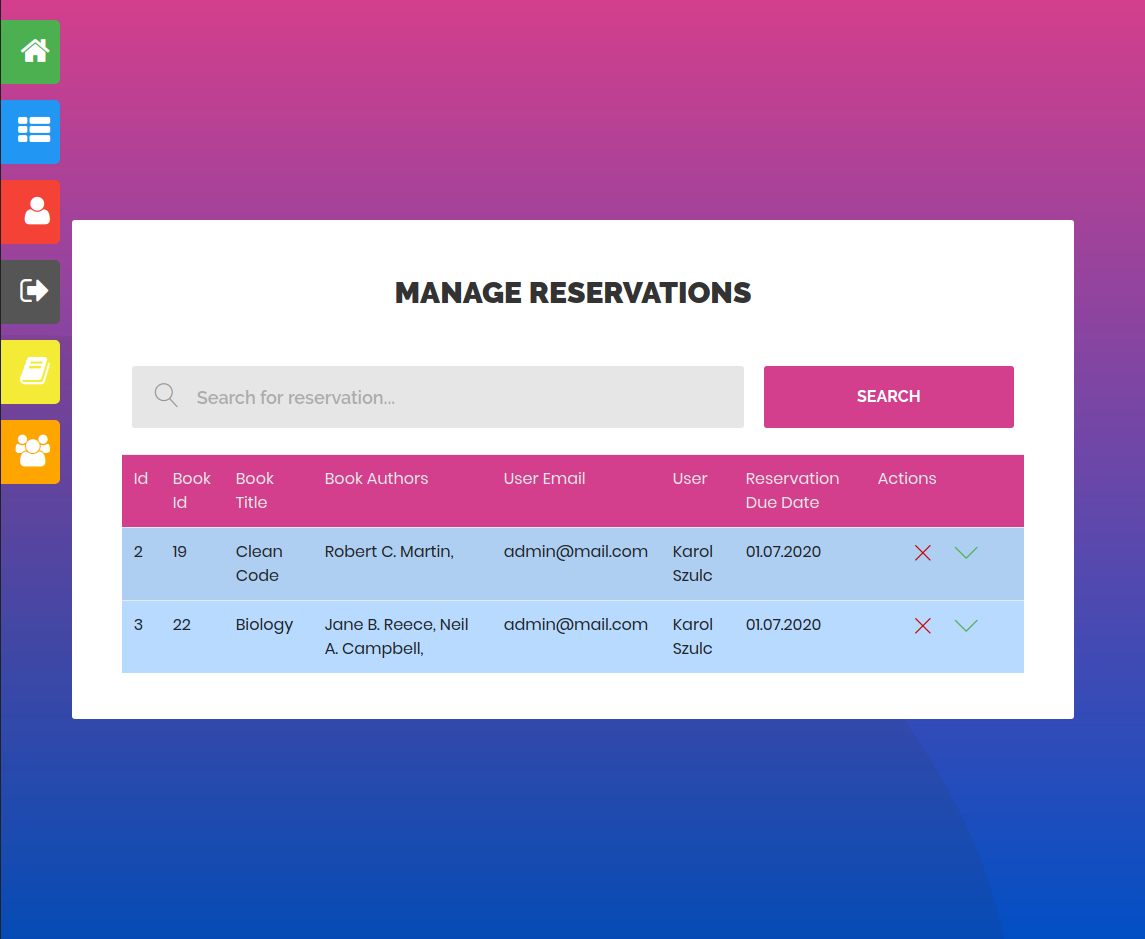 MANAGE RESERVATIONS
Search for reservation...
SEARCH
Id Book Id Book Title Book Authors User Email User Reservation Due Date Actions
2 19 Clean Code Robert C. Martin, admin@mail.com Karol Szulc 01.07.2020
3 22 Biology Jane B. Reece, Neil A. Campbell, admin@mail.com Karol Szulc 01.07.2020